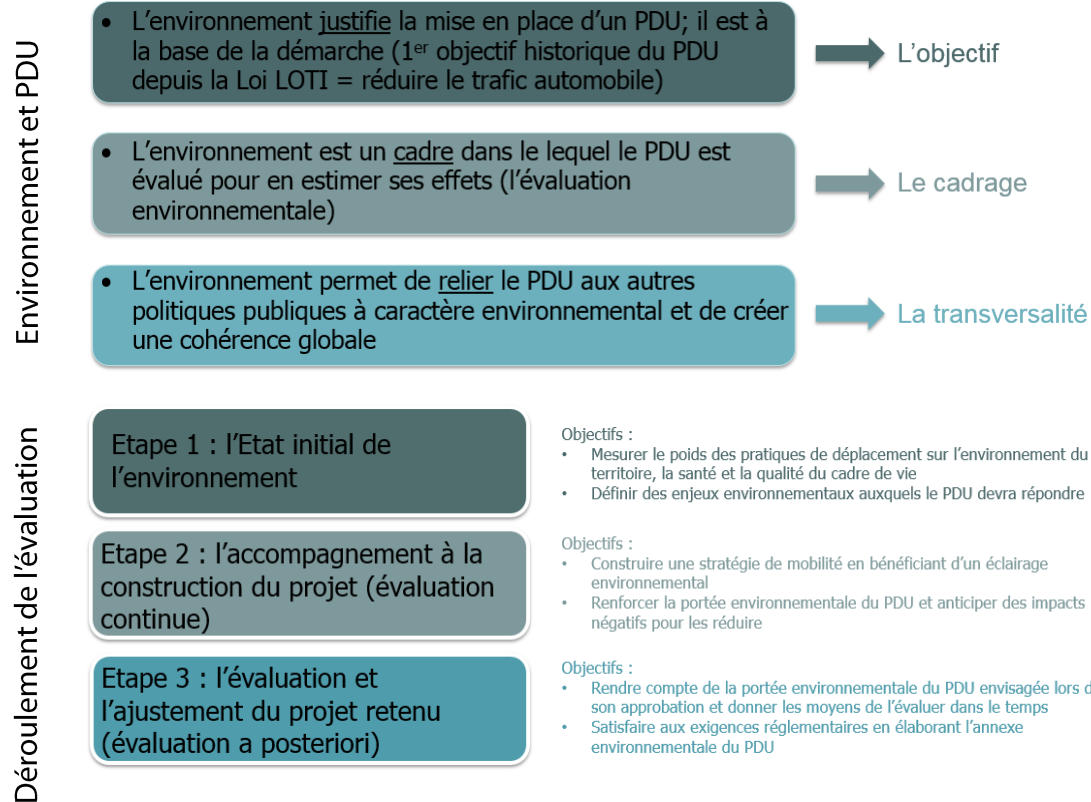 Environnement et PDU
• L'environnement justifie la mise en place d'un PDU; il est à
la base de la démarche (1er objectif historique du PDU
depuis la Loi LOTI = réduire le trafic automobile)
L'objectif
• L'environnement est un cadre dans le lequel le PDU est
évalué pour en estimer ses effets (l'évaluation
environnementale)
Le cadrage
• L'environnement permet de relier le PDU aux autres
politiques publiques à caractère environnemental et de créer
une cohérence globale
La transversalité
Déroulement de l'évaluation
Etape 1 : l'Etat initial de
l'environnement
Objectifs :
• Mesurer le poids des pratiques de déplacement sur l'environnement du
territoire, la santé et la qualité du cadre de vie
• Définir des enjeux environnementaux auxquels le PDU devra répondre
Etape 2 : l'accompagnement à la
construction du projet (évaluation
continue)
Objectifs :
• Construire une stratégie de mobilité en bénéficiant d'un éclairage
environnemental
• Renforcer la portée environnementale du PDU et anticiper des impacts
négatifs pour les réduire
Etape 3 : l'évaluation et
l'ajustement du projet retenu
(évaluation a posteriori)
Objectifs :
• Rendre compte de la portée environnementale du PDU envisagée lors d
son approbation et donner les moyens de l'évaluer dans le temps
• Satisfaire aux exigences réglementaires en élaborant l'annexe
environnementale du PDU